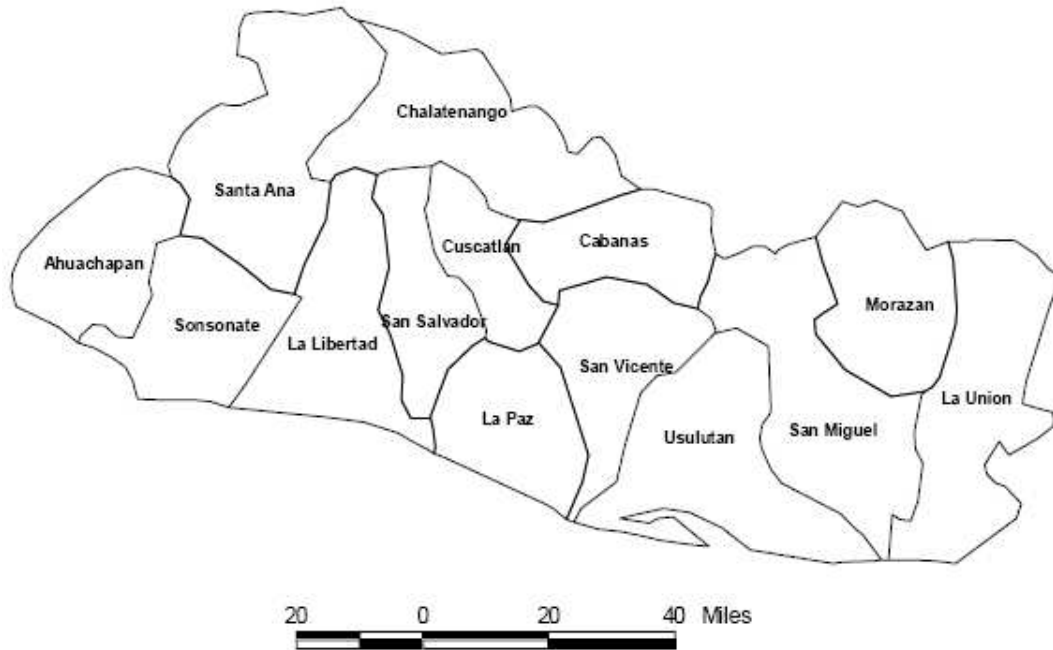 Chalatenango
Santa Ana
Cuscatlan
Cabanas
Ahuachapan
Morazan
Sonsonate
San Salvador
La Libertad
San Vicente
La Union
La Paz
Usulutan
San Miguel
20 0 20 40 Miles